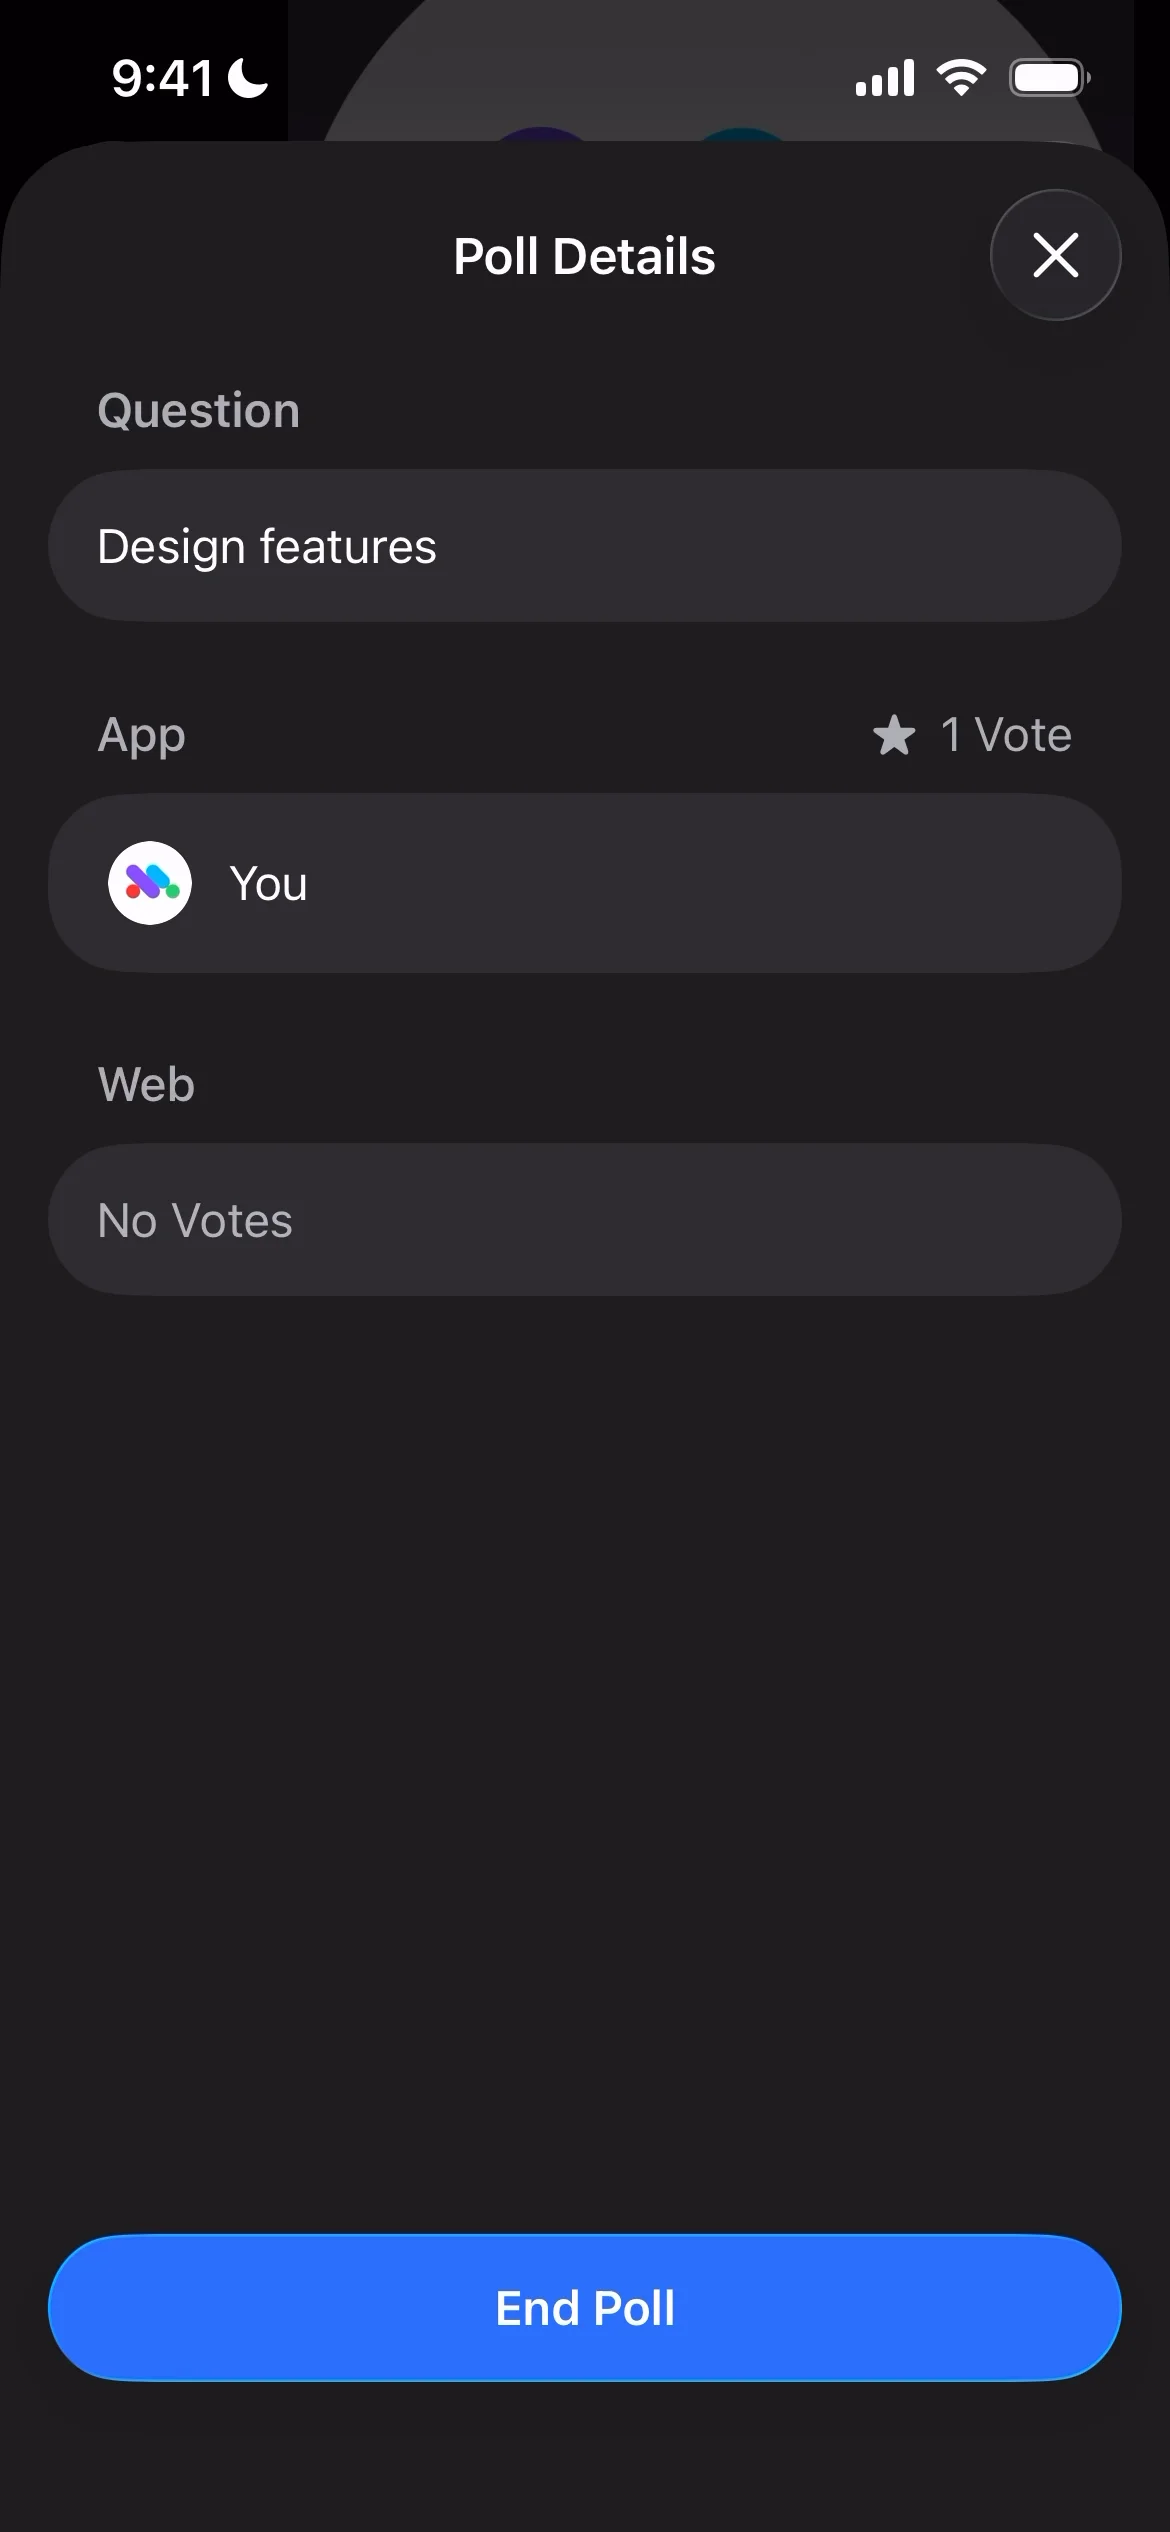 9:41
Poll Details
Question
Design features
App
1 Vote
You
Web
No Votes
End Poll